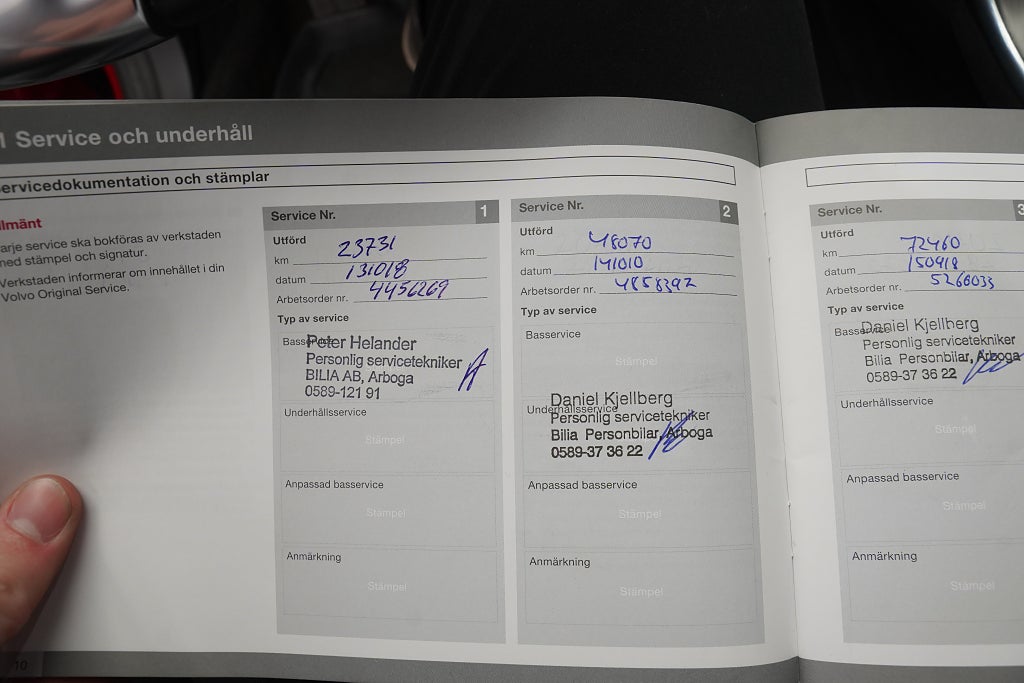 Service och underhåll
servicedokumentation och stämplar
llmänt
arje service ska bokföras av verkstaden
med stämpel och signatur.
Verkstaden informerar om innehållet i din
Volvo Original Service.
10
Service Nr. 1
Utförd
km 23731
datum 131018
Arbetsorder nr. 4456269
Typ av service
Basservice
Peter Helander
Personlig servicetekniker
BILIA AB, Arboga
0589-121 91
Underhållsservice
Stämpel
Anpassad basservice
Stämpel
Anmärkning
Stämpel
Service Nr. 2
Utförd
km 48070
datum 141010
Arbetsorder nr. 4858392
Typ av service
Basservice
Stämpel
Underhållsservice
Daniel Kjellberg
Personlig servicetekniker
Bilia Personbilar, Arboga
0589-37 36 22
Anpassad basservice
Stämpel
Anmärkning
Stämpel
Service Nr. 3
Utförd
km 72460
datum 150918
Arbetsorder nr. 5266033
Typ av service
Basservice
Daniel Kjellberg
Personlig servicetekniker
Bilia Personbilar, Arboga
0589-37 36 22
Underhållsservice
Stämpel
Anpassad basservice
Stämpel
Anmärkning
Stämpel